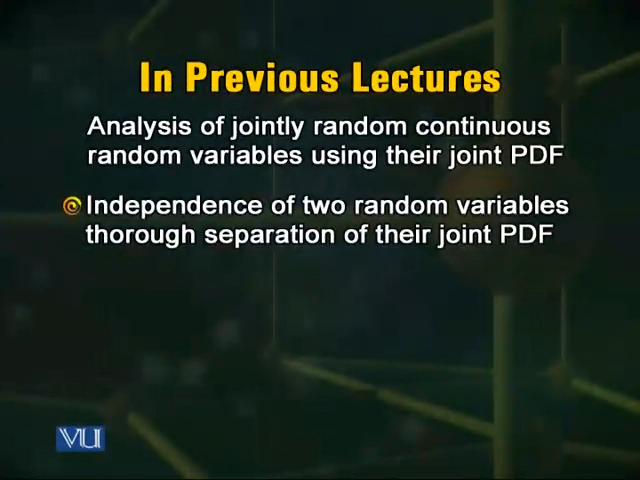 In Previous Lectures
Analysis of jointly random continuous
random variables using their joint PDF
Independence of two random variables
thorough separation of their joint PDF
VU